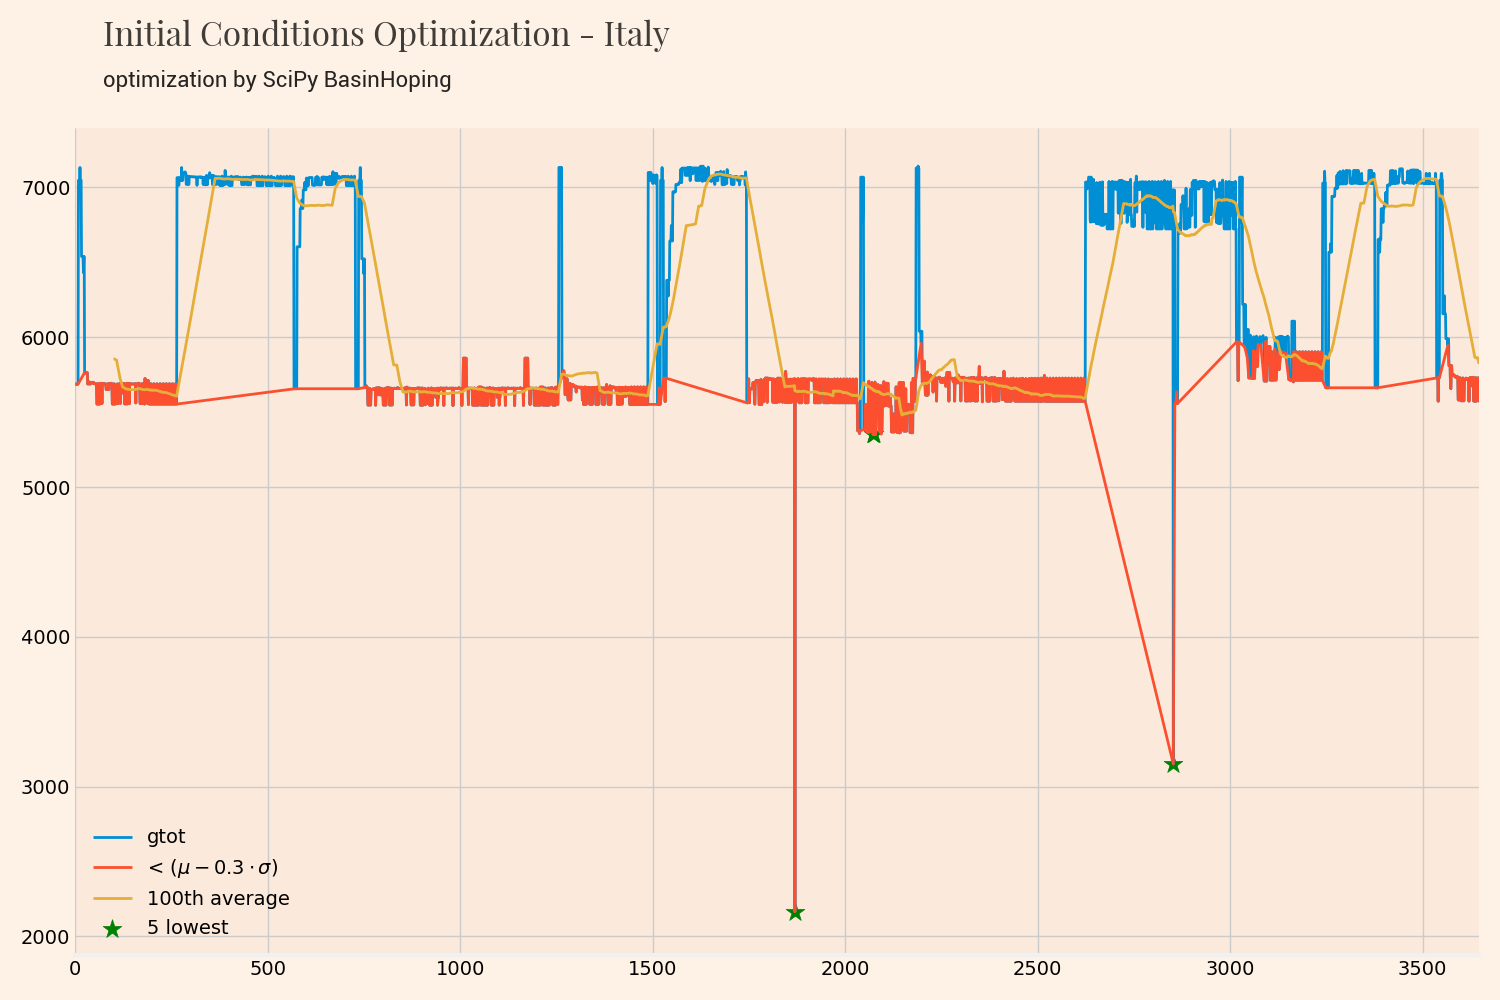 Initial Conditions Optimization - Italy
optimization by SciPy BasinHoping
7000
6000
5000
4000
3000
2000
gtot
< (μ − 0.3 · σ)
100th average
5 lowest
0 500 1000 1500 2000 2500 3000 3500